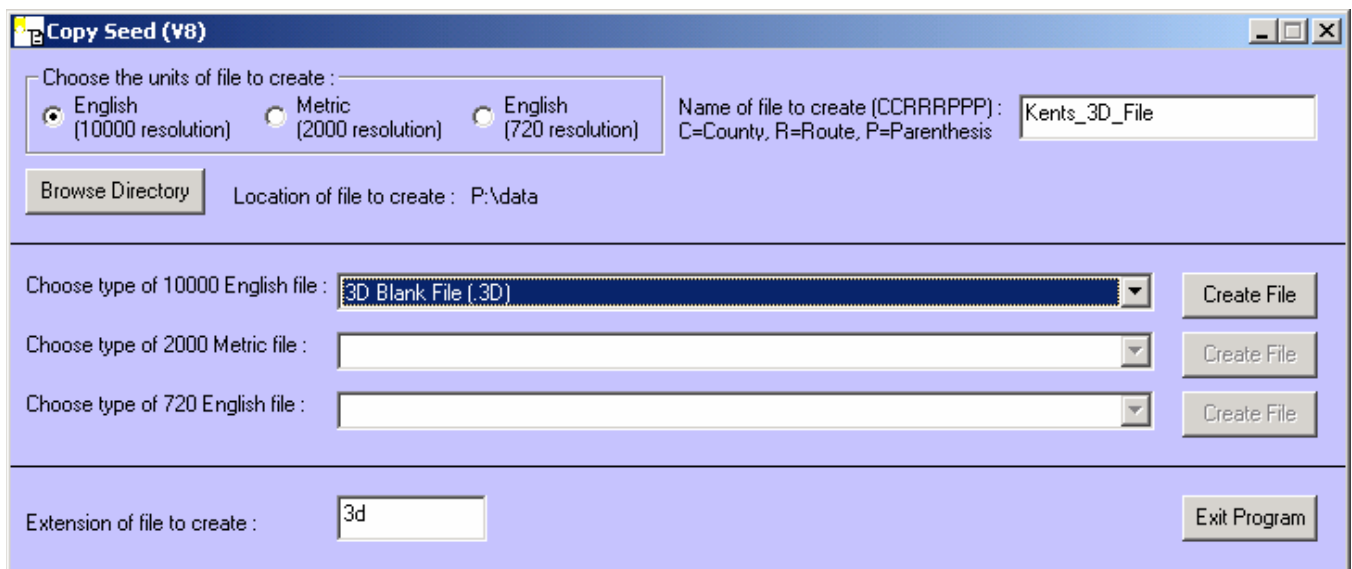 Copy Seed (V8)
Choose the units of file to create :
English
(10000 resolution)
Metric
(2000 resolution)
English
(720 resolution)
Name of file to create (CCRRRPPP) :
C=County, R=Route, P=Parenthesis
Kents_3D_File
Browse Directory
Location of file to create : P:\data
Choose type of 10000 English file :
3D Blank File (.3D)
Create File
Choose type of 2000 Metric file :
Create File
Choose type of 720 English file :
Create File
Extension of file to create :
3d
Exit Program